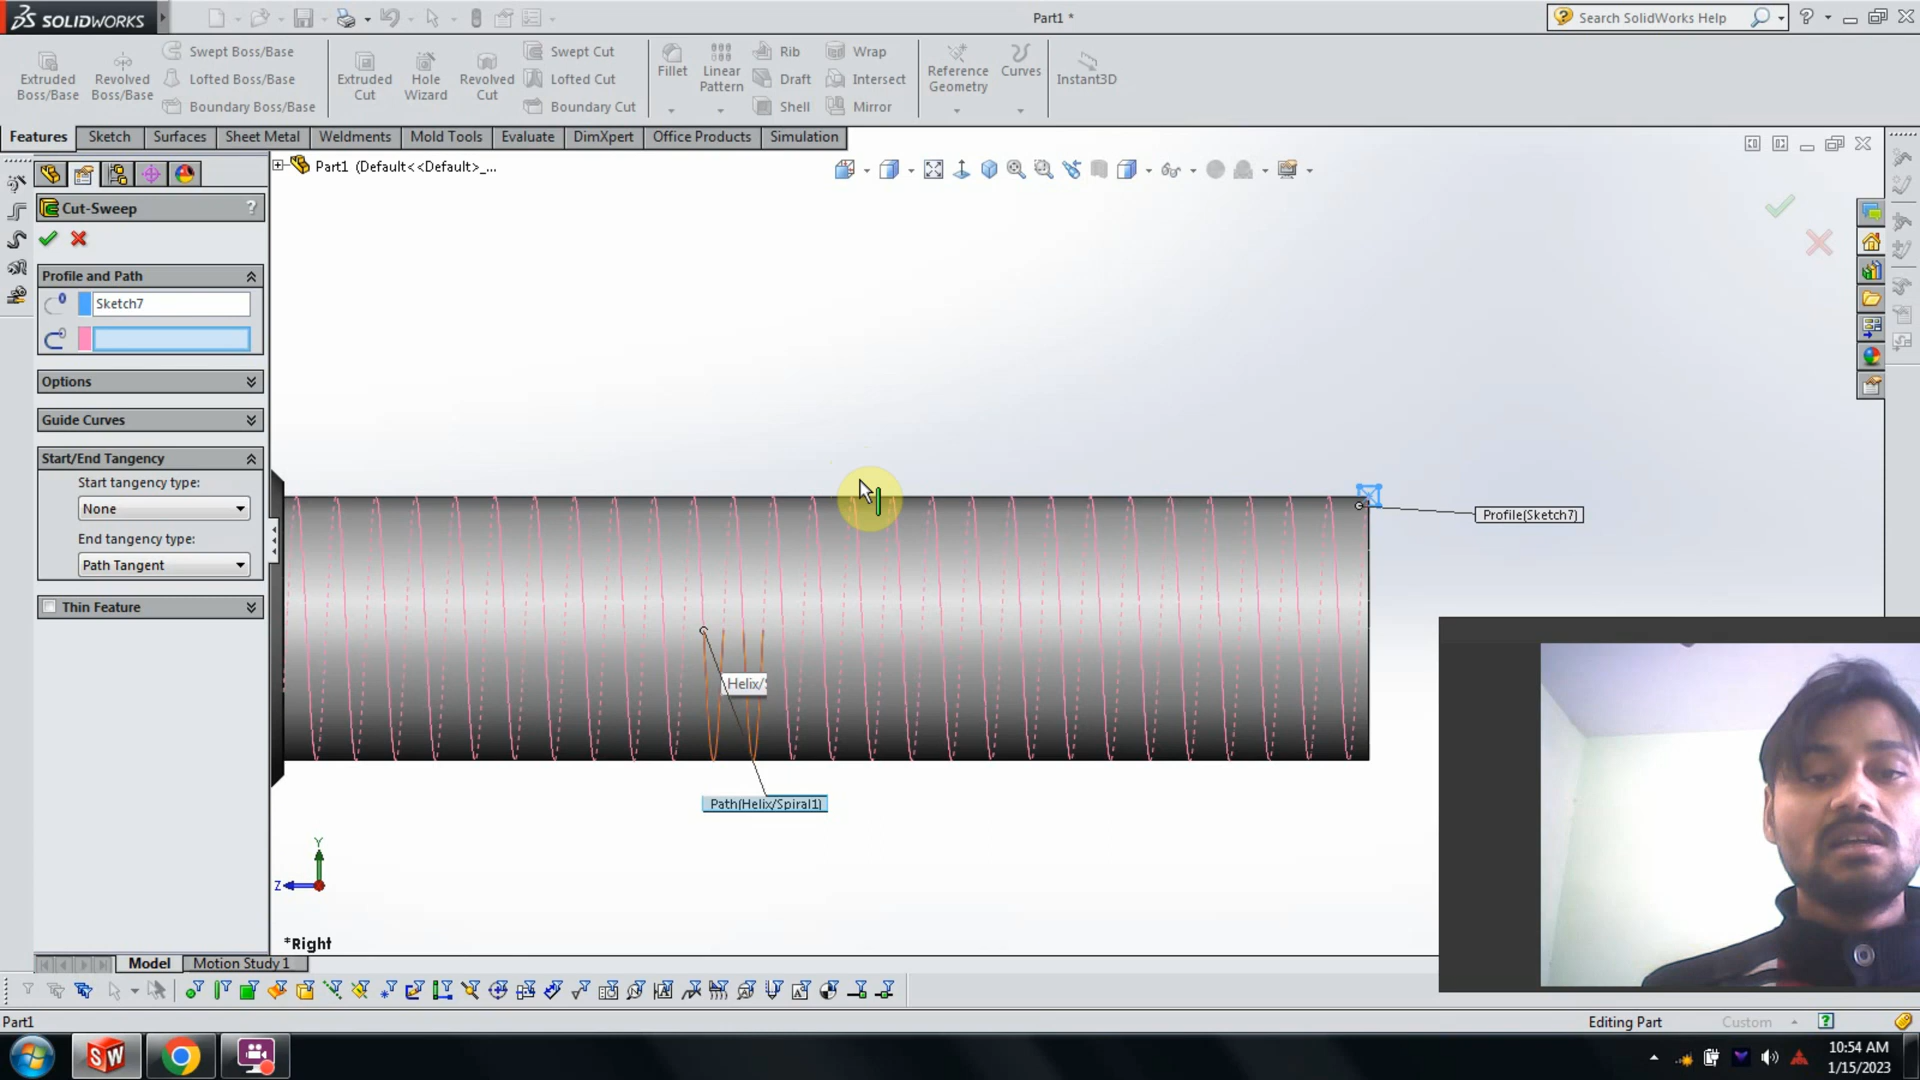 SOLIDWORKS
Part1 *
Search SolidWorks Help
Extruded Boss/Base
Revolved Boss/Base
Swept Boss/Base
Lofted Boss/Base
Boundary Boss/Base
Extruded Cut
Hole Wizard
Revolved Cut
Swept Cut
Lofted Cut
Boundary Cut
Fillet
Linear Pattern
Rib
Draft
Shell
Wrap
Intersect
Mirror
Reference Geometry
Curves
Instant3D
Features
Sketch
Surfaces
Sheet Metal
Weldments
Mold Tools
Evaluate
DimXpert
Office Products
Simulation
Part1 (Default<<Default>_...
Cut-Sweep
?
Profile and Path
Sketch7
Options
Guide Curves
Start/End Tangency
Start tangency type:
None
End tangency type:
Path Tangent
Thin Feature
Profile(Sketch7)
Helix/S
Path(Helix/Spiral1)
Y
Z
*Right
Model
Motion Study 1
Part1
Editing Part
Custom
SW
10:54 AM
1/15/2023